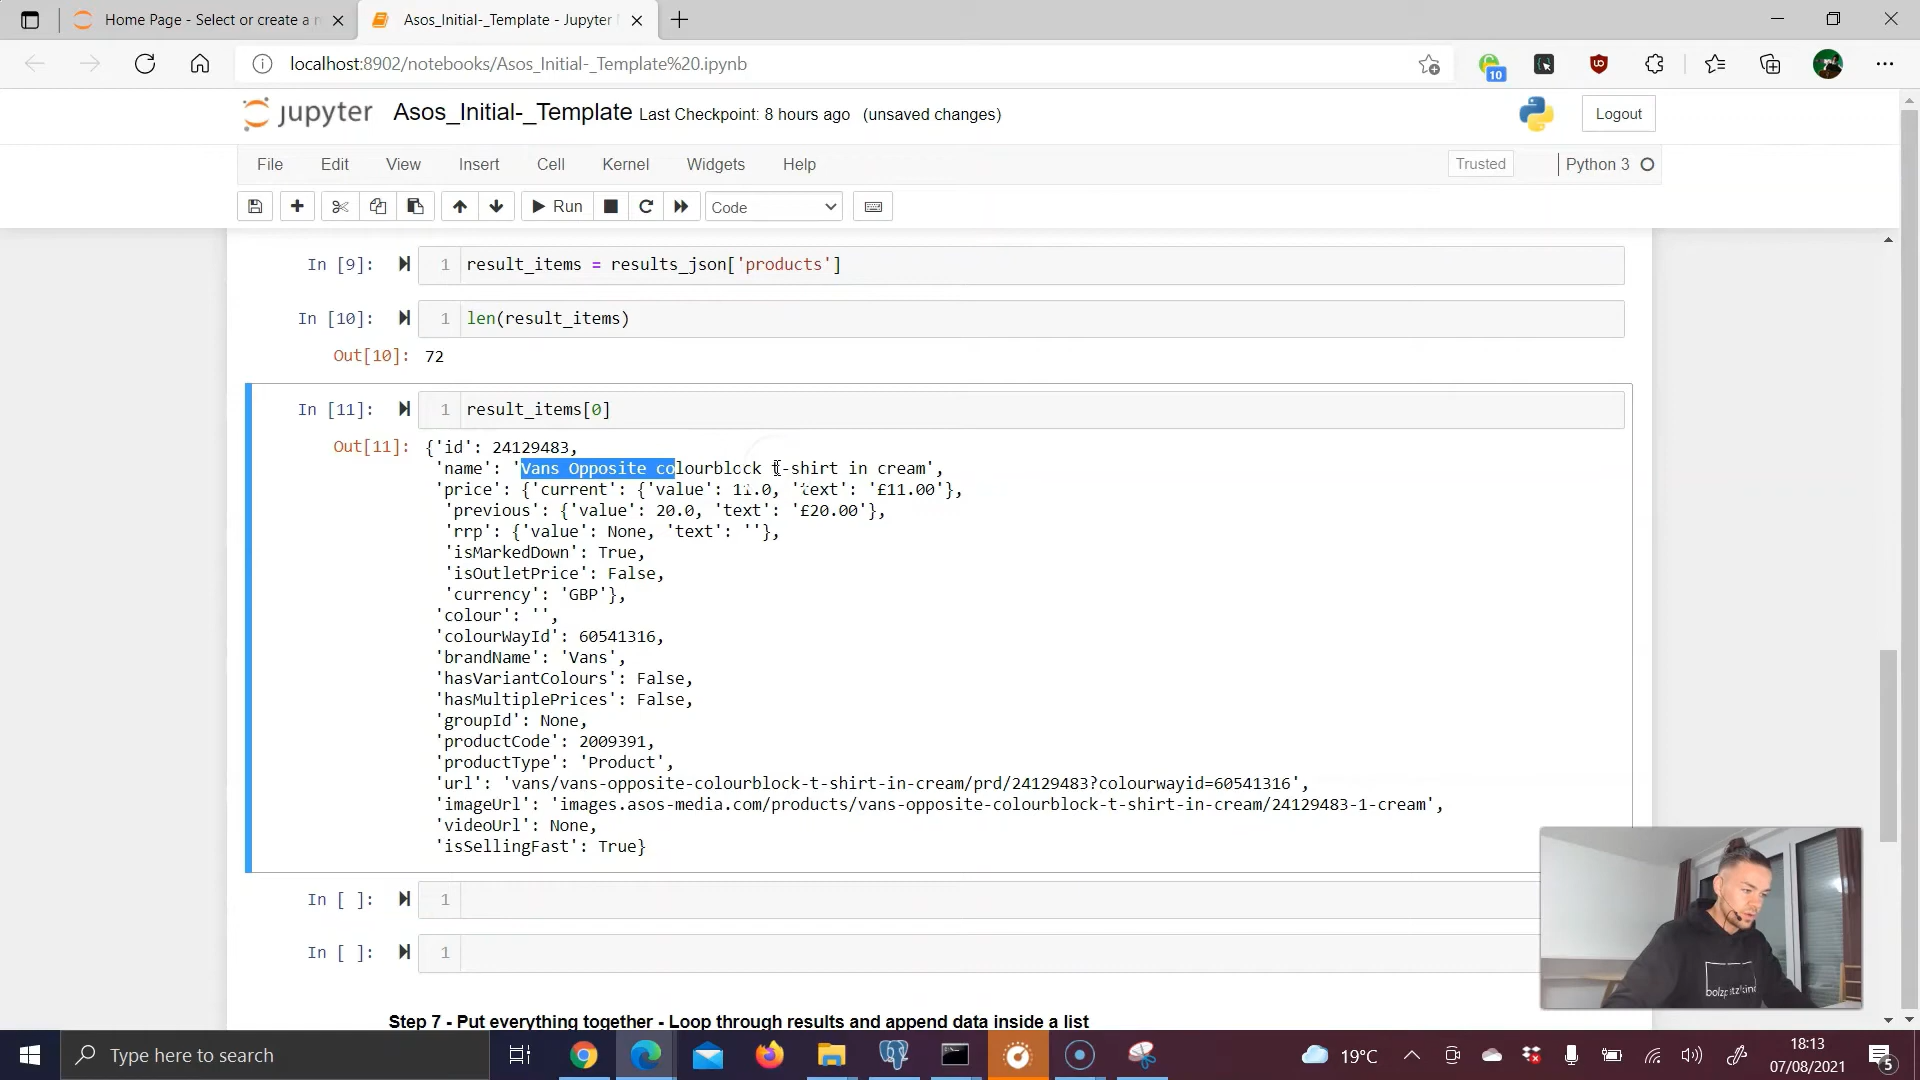 Home Page - Select or create a n
Asos_Initial-_Template - Jupyter
localhost:8902/notebooks/Asos_Initial-_Template%20.ipynb
10
jupyter Asos_Initial-_Template Last Checkpoint: 8 hours ago (unsaved changes)
Logout
File Edit View Insert Cell Kernel Widgets Help
Trusted
Python 3
Run
Code
In [9]: 1 result_items = results_json['products']
In [10]: 1 len(result_items)
Out[10]: 72
In [11]: 1 result_items[0]
Out[11]: {'id': 24129483,
'name': 'Vans Opposite colourblock t-shirt in cream',
'price': {'current': {'value': 11.0, 'text': '£11.00'},
'previous': {'value': 20.0, 'text': '£20.00'},
'rrp': {'value': None, 'text': ''},
'isMarkedDown': True,
'isOutletPrice': False,
'currency': 'GBP'},
'colour': '',
'colourWayId': 60541316,
'brandName': 'Vans',
'hasVariantColours': False,
'hasMultiplePrices': False,
'groupId': None,
'productCode': 2009391,
'productType': 'Product',
'url': 'vans/vans-opposite-colourblock-t-shirt-in-cream/prd/24129483?colourwayid=60541316',
'imageUrl': 'images.asos-media.com/products/vans-opposite-colourblock-t-shirt-in-cream/24129483-1-cream',
'videoUrl': None,
'isSellingFast': True}
In [ ]: 1
In [ ]: 1
Step 7 - Put everything together - Loop through results and append data inside a list
Type here to search
19°C
18:13
07/08/2021
5